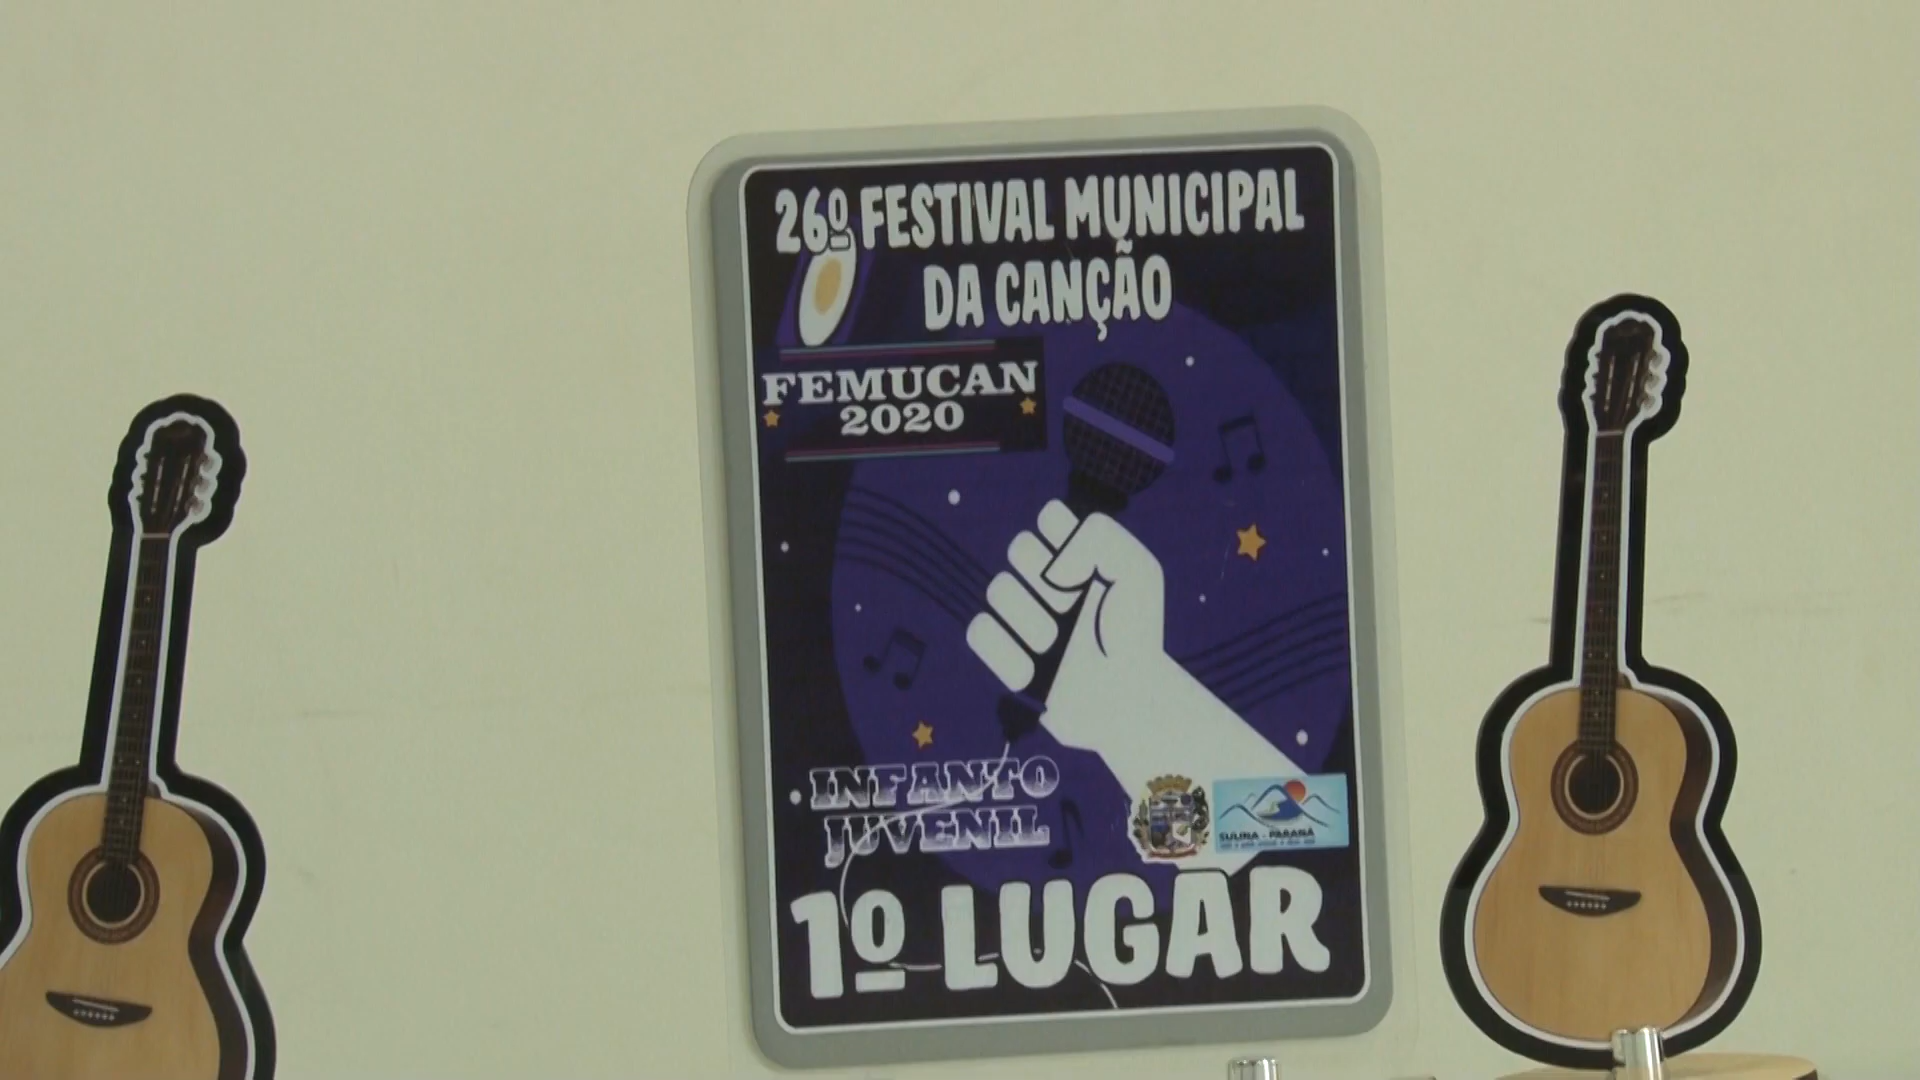 26º FESTIVAL MUNICIPAL
DA CANÇÃO
FEMUCAN
2020
INFANTO
JUVENIL
SULINA - PARANÁ
1º LUGAR